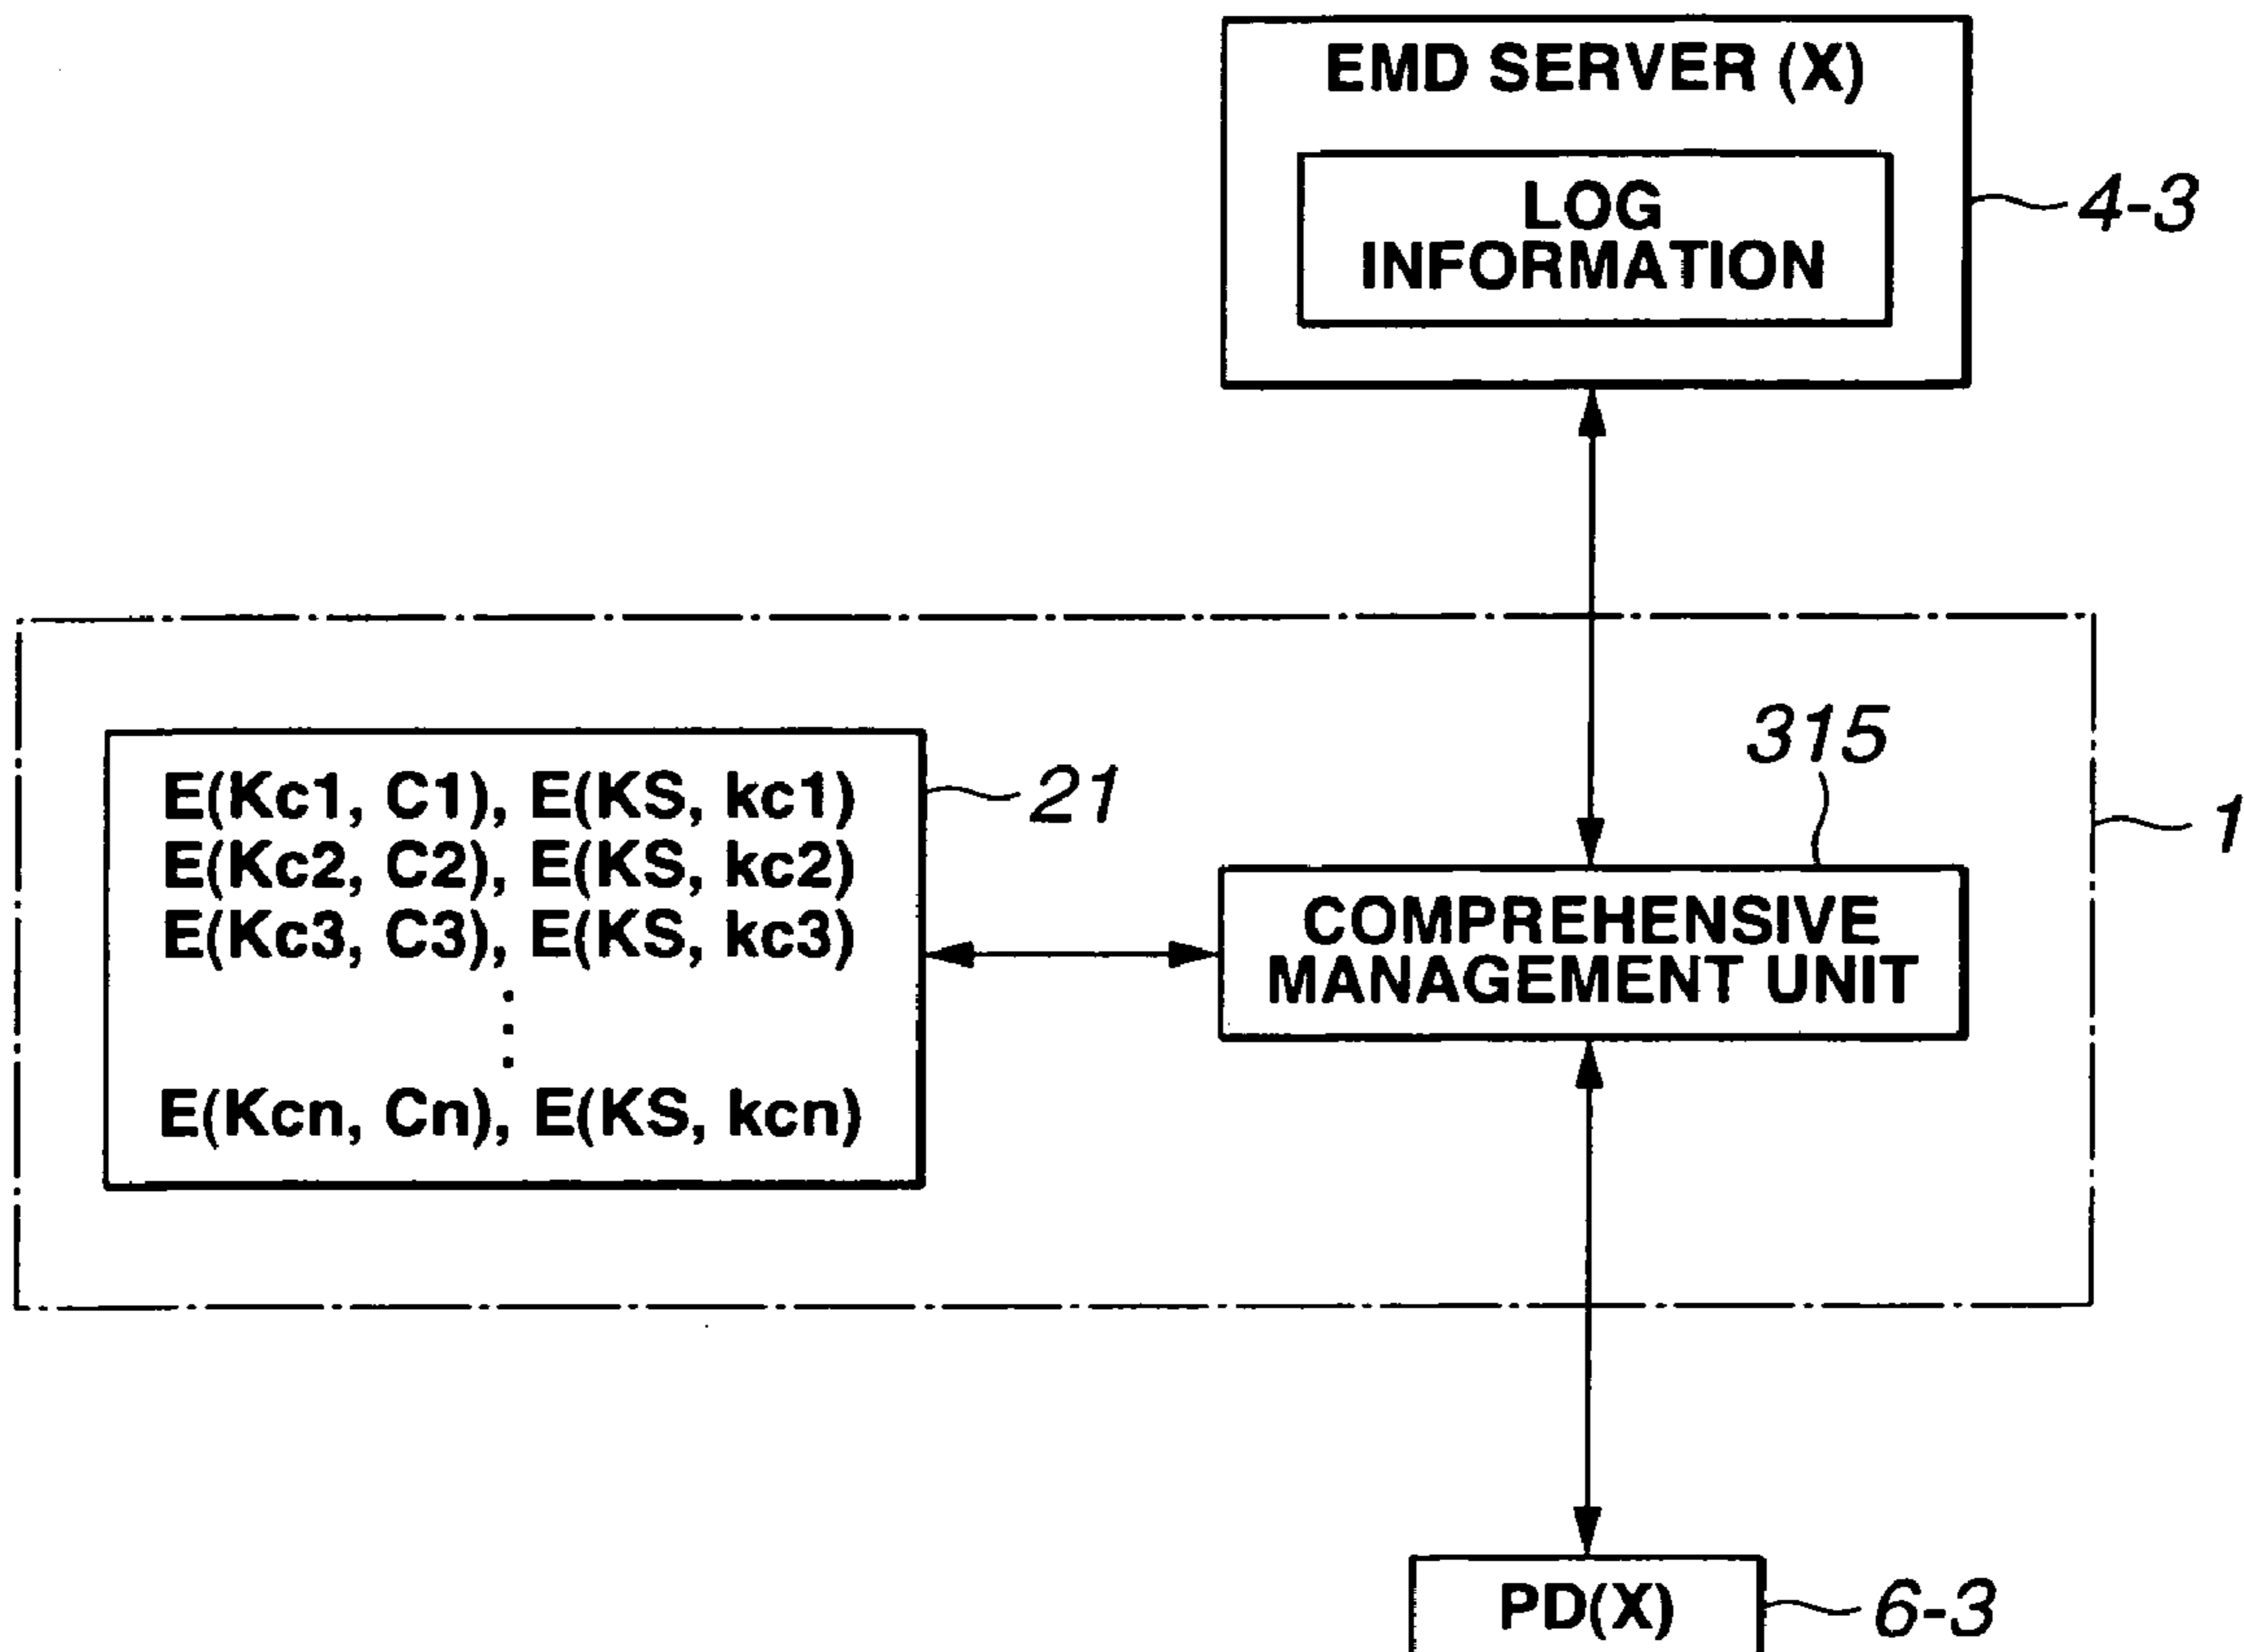 EMD SERVER (X)
LOG
INFORMATION
4-3
315
1
E(Kc1, C1), E(KS, kc1)
E(Kc2, C2), E(KS, kc2)
E(Kc3, C3), E(KS, kc3)
⋮
E(Kcn, Cn), E(KS, kcn)
21
COMPREHENSIVE
MANAGEMENT UNIT
PD(X)
6-3